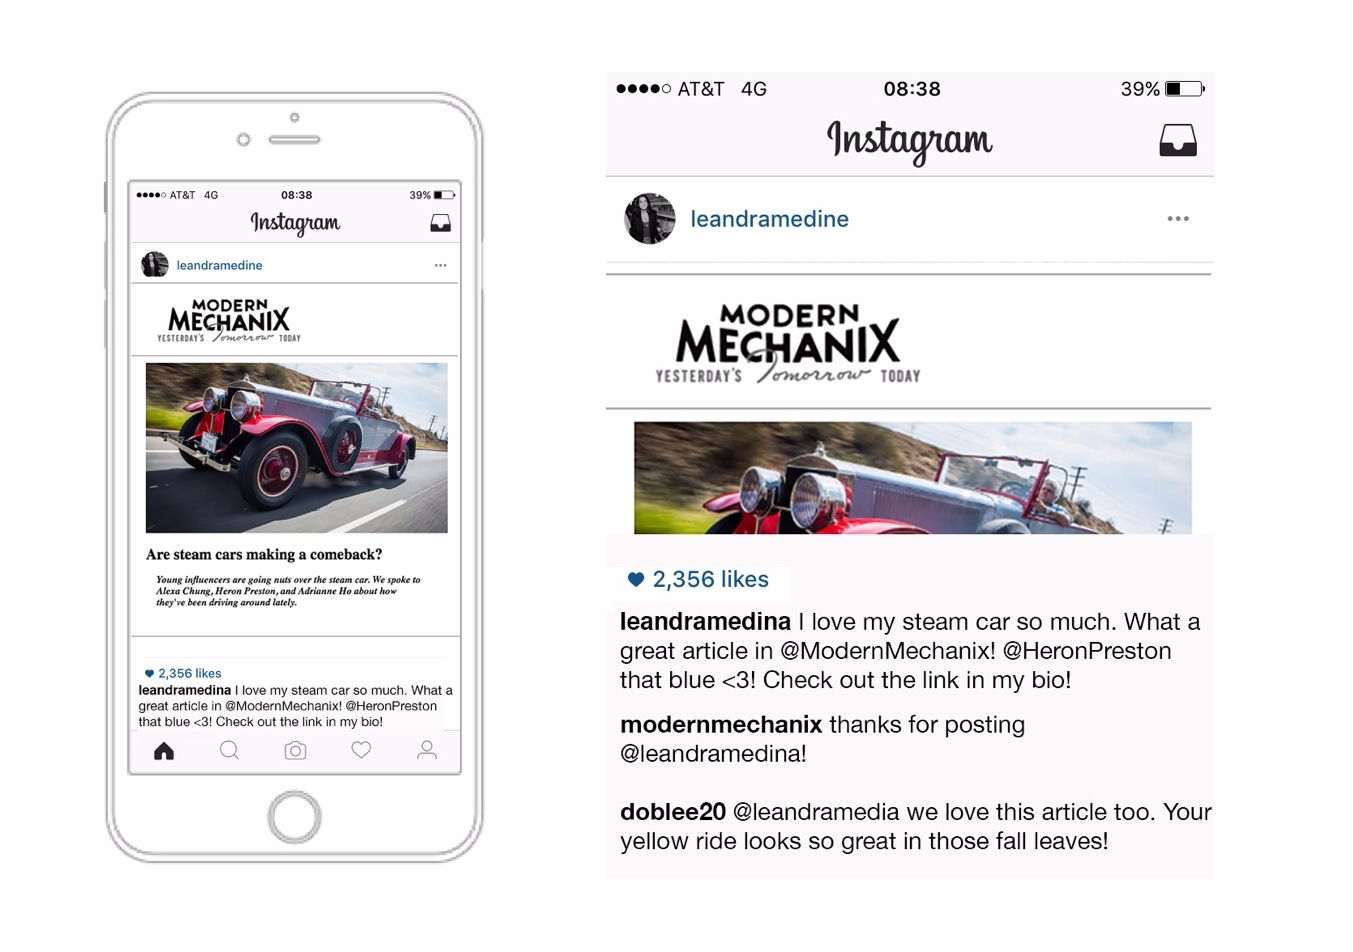 AT&T 4G 08:38 39%
Instagram
leandramedine
MODERN
MECHANIX
YESTERDAY'S Tomorrow TODAY
Are steam cars making a comeback?
Young influencers are going nuts over the steam car. We spoke to
Alexa Chung, Heron Preston, and Adrianne Ho about how
they've been driving around lately.
2,356 likes
leandramedina I love my steam car so much. What a
great article in @ModernMechanix! @HeronPreston
that blue <3! Check out the link in my bio!
AT&T 4G 08:38 39%
Instagram
leandramedine
MODERN
MECHANIX
YESTERDAY'S Tomorrow TODAY
2,356 likes
leandramedina I love my steam car so much. What a
great article in @ModernMechanix! @HeronPreston
that blue <3! Check out the link in my bio!
modernmechanix thanks for posting
@leandramedina!
doblee20 @leandramedia we love this article too. Your
yellow ride looks so great in those fall leaves!